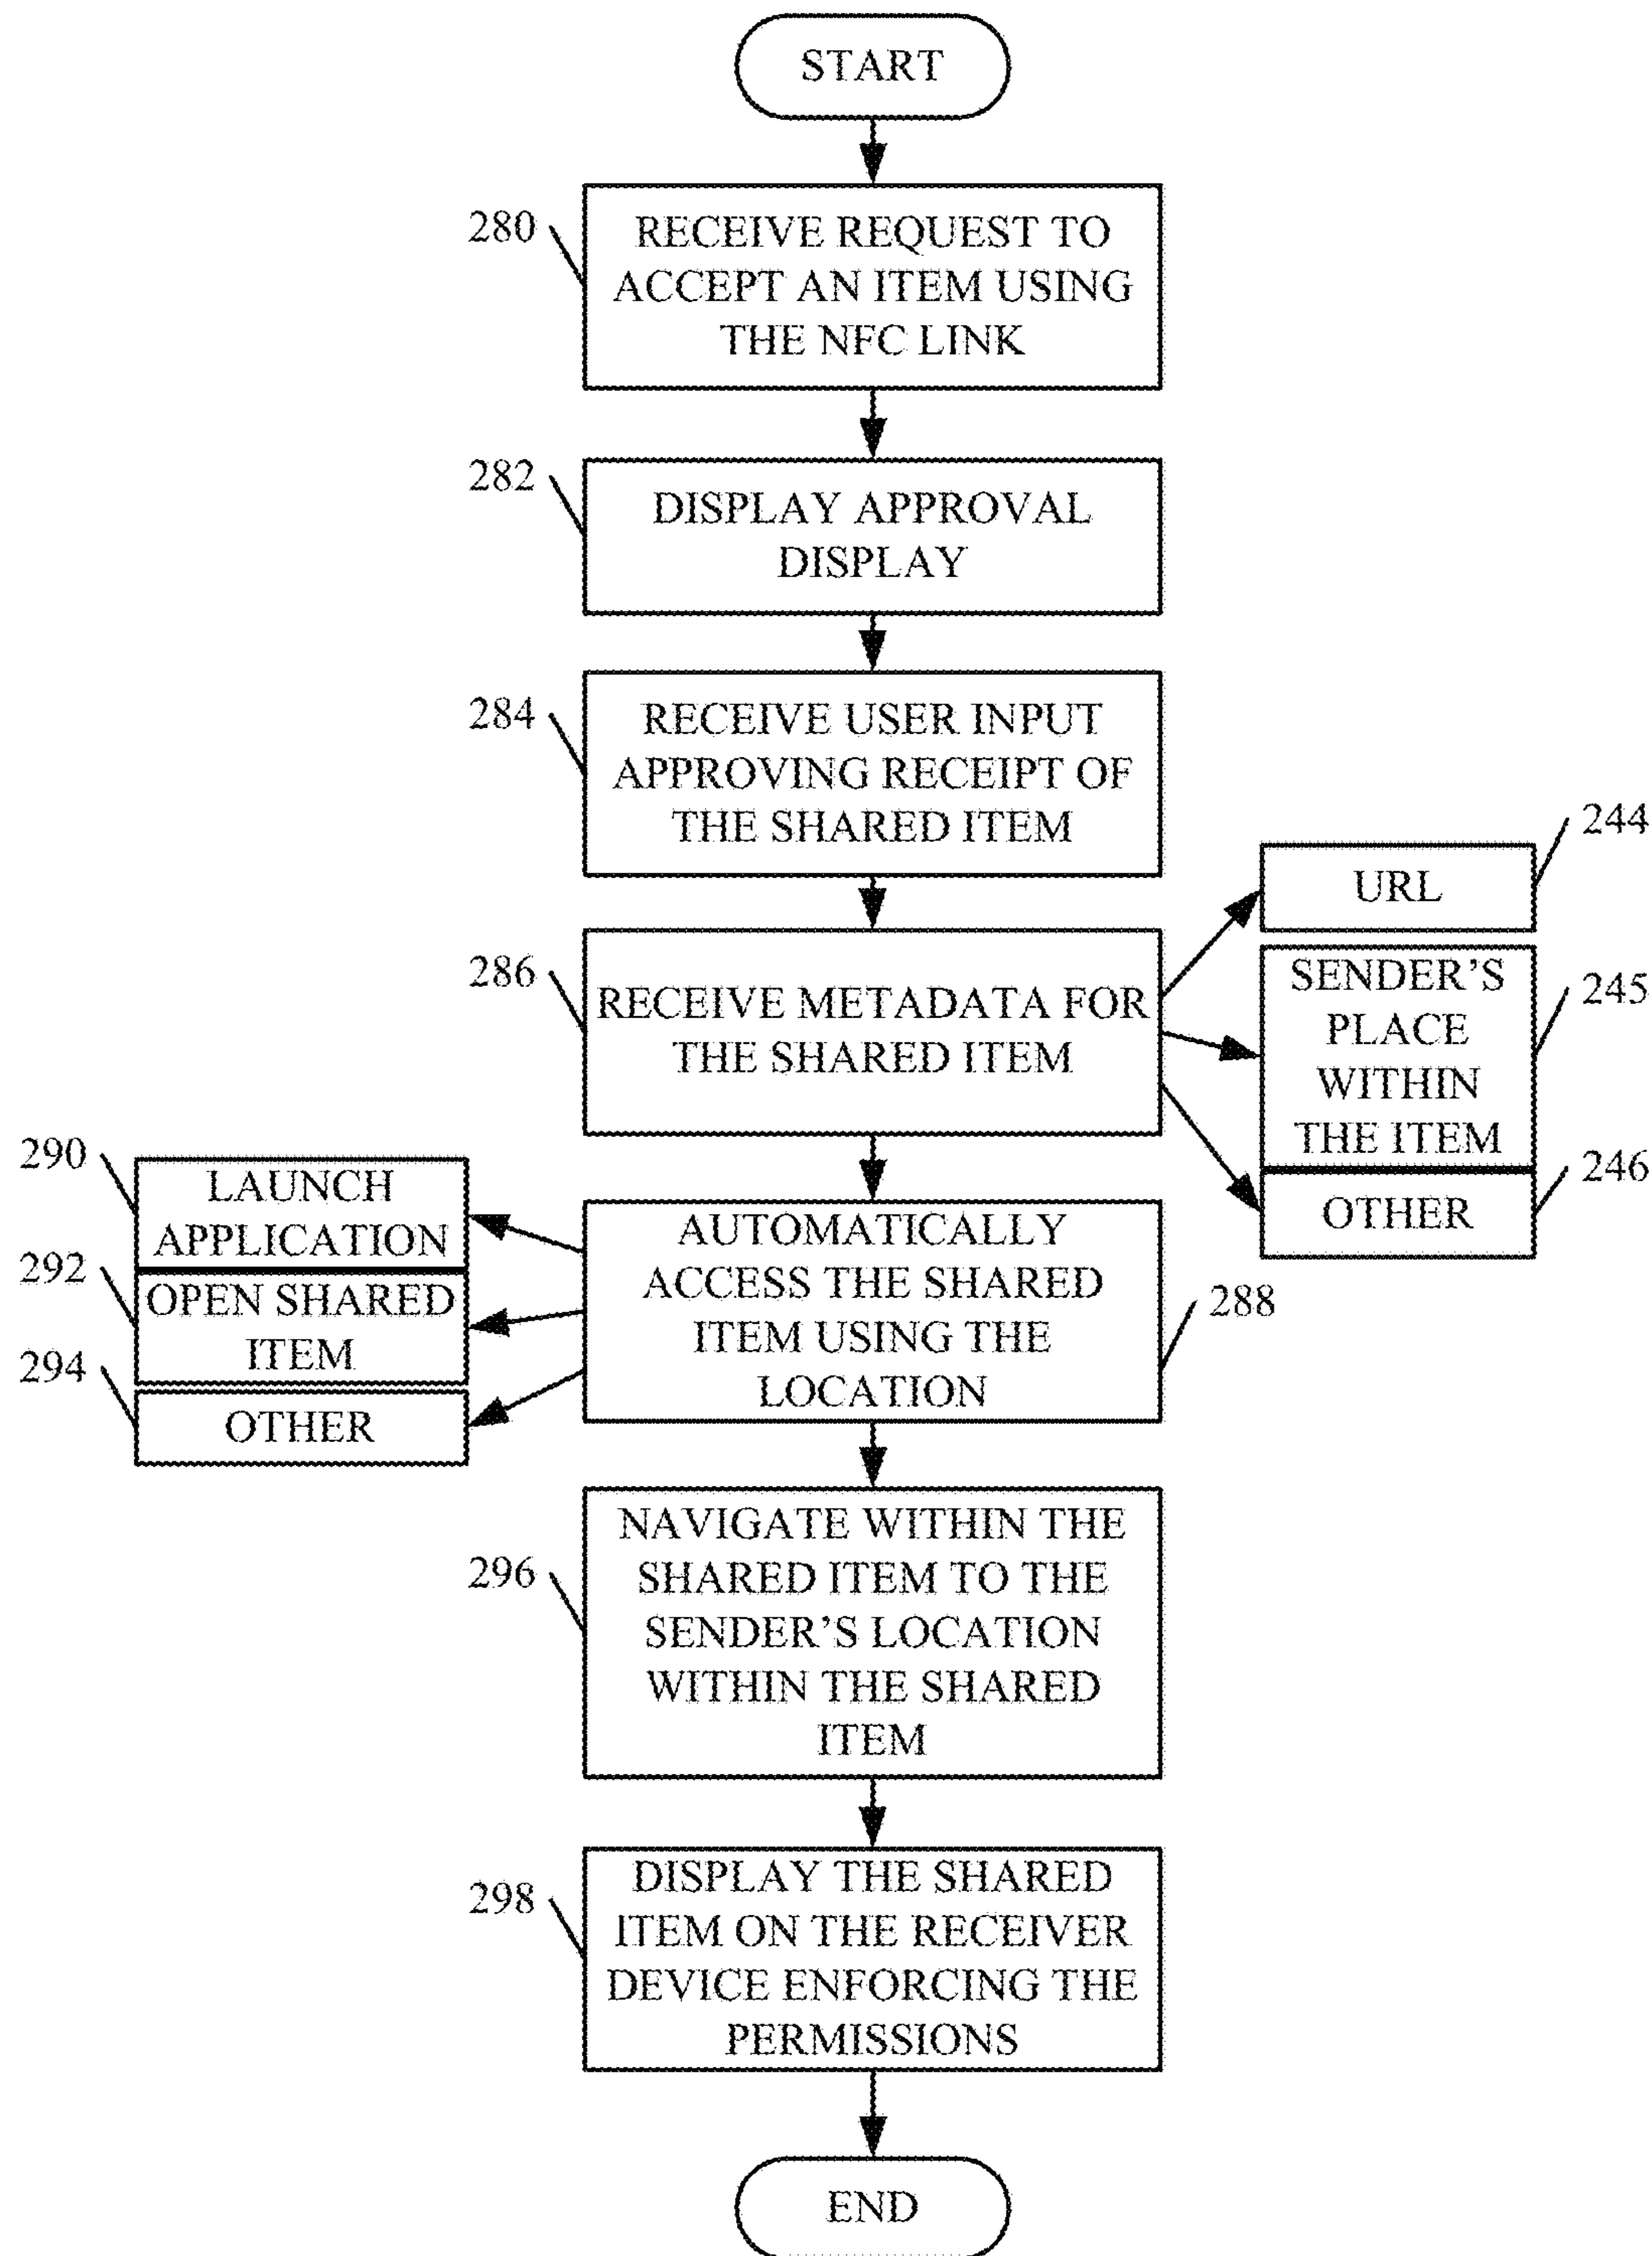 START
280
RECEIVE REQUEST TO
ACCEPT AN ITEM USING
THE NFC LINK
282
DISPLAY APPROVAL
DISPLAY
284
RECEIVE USER INPUT
APPROVING RECEIPT OF
THE SHARED ITEM
244
URL
286
RECEIVE METADATA FOR
THE SHARED ITEM
245
SENDER'S
PLACE
WITHIN
THE ITEM
246
OTHER
290
LAUNCH
APPLICATION
292
OPEN SHARED
ITEM
294
OTHER
AUTOMATICALLY
ACCESS THE SHARED
ITEM USING THE
LOCATION
288
296
NAVIGATE WITHIN THE
SHARED ITEM TO THE
SENDER'S LOCATION
WITHIN THE SHARED
ITEM
298
DISPLAY THE SHARED
ITEM ON THE RECEIVER
DEVICE ENFORCING THE
PERMISSIONS
END